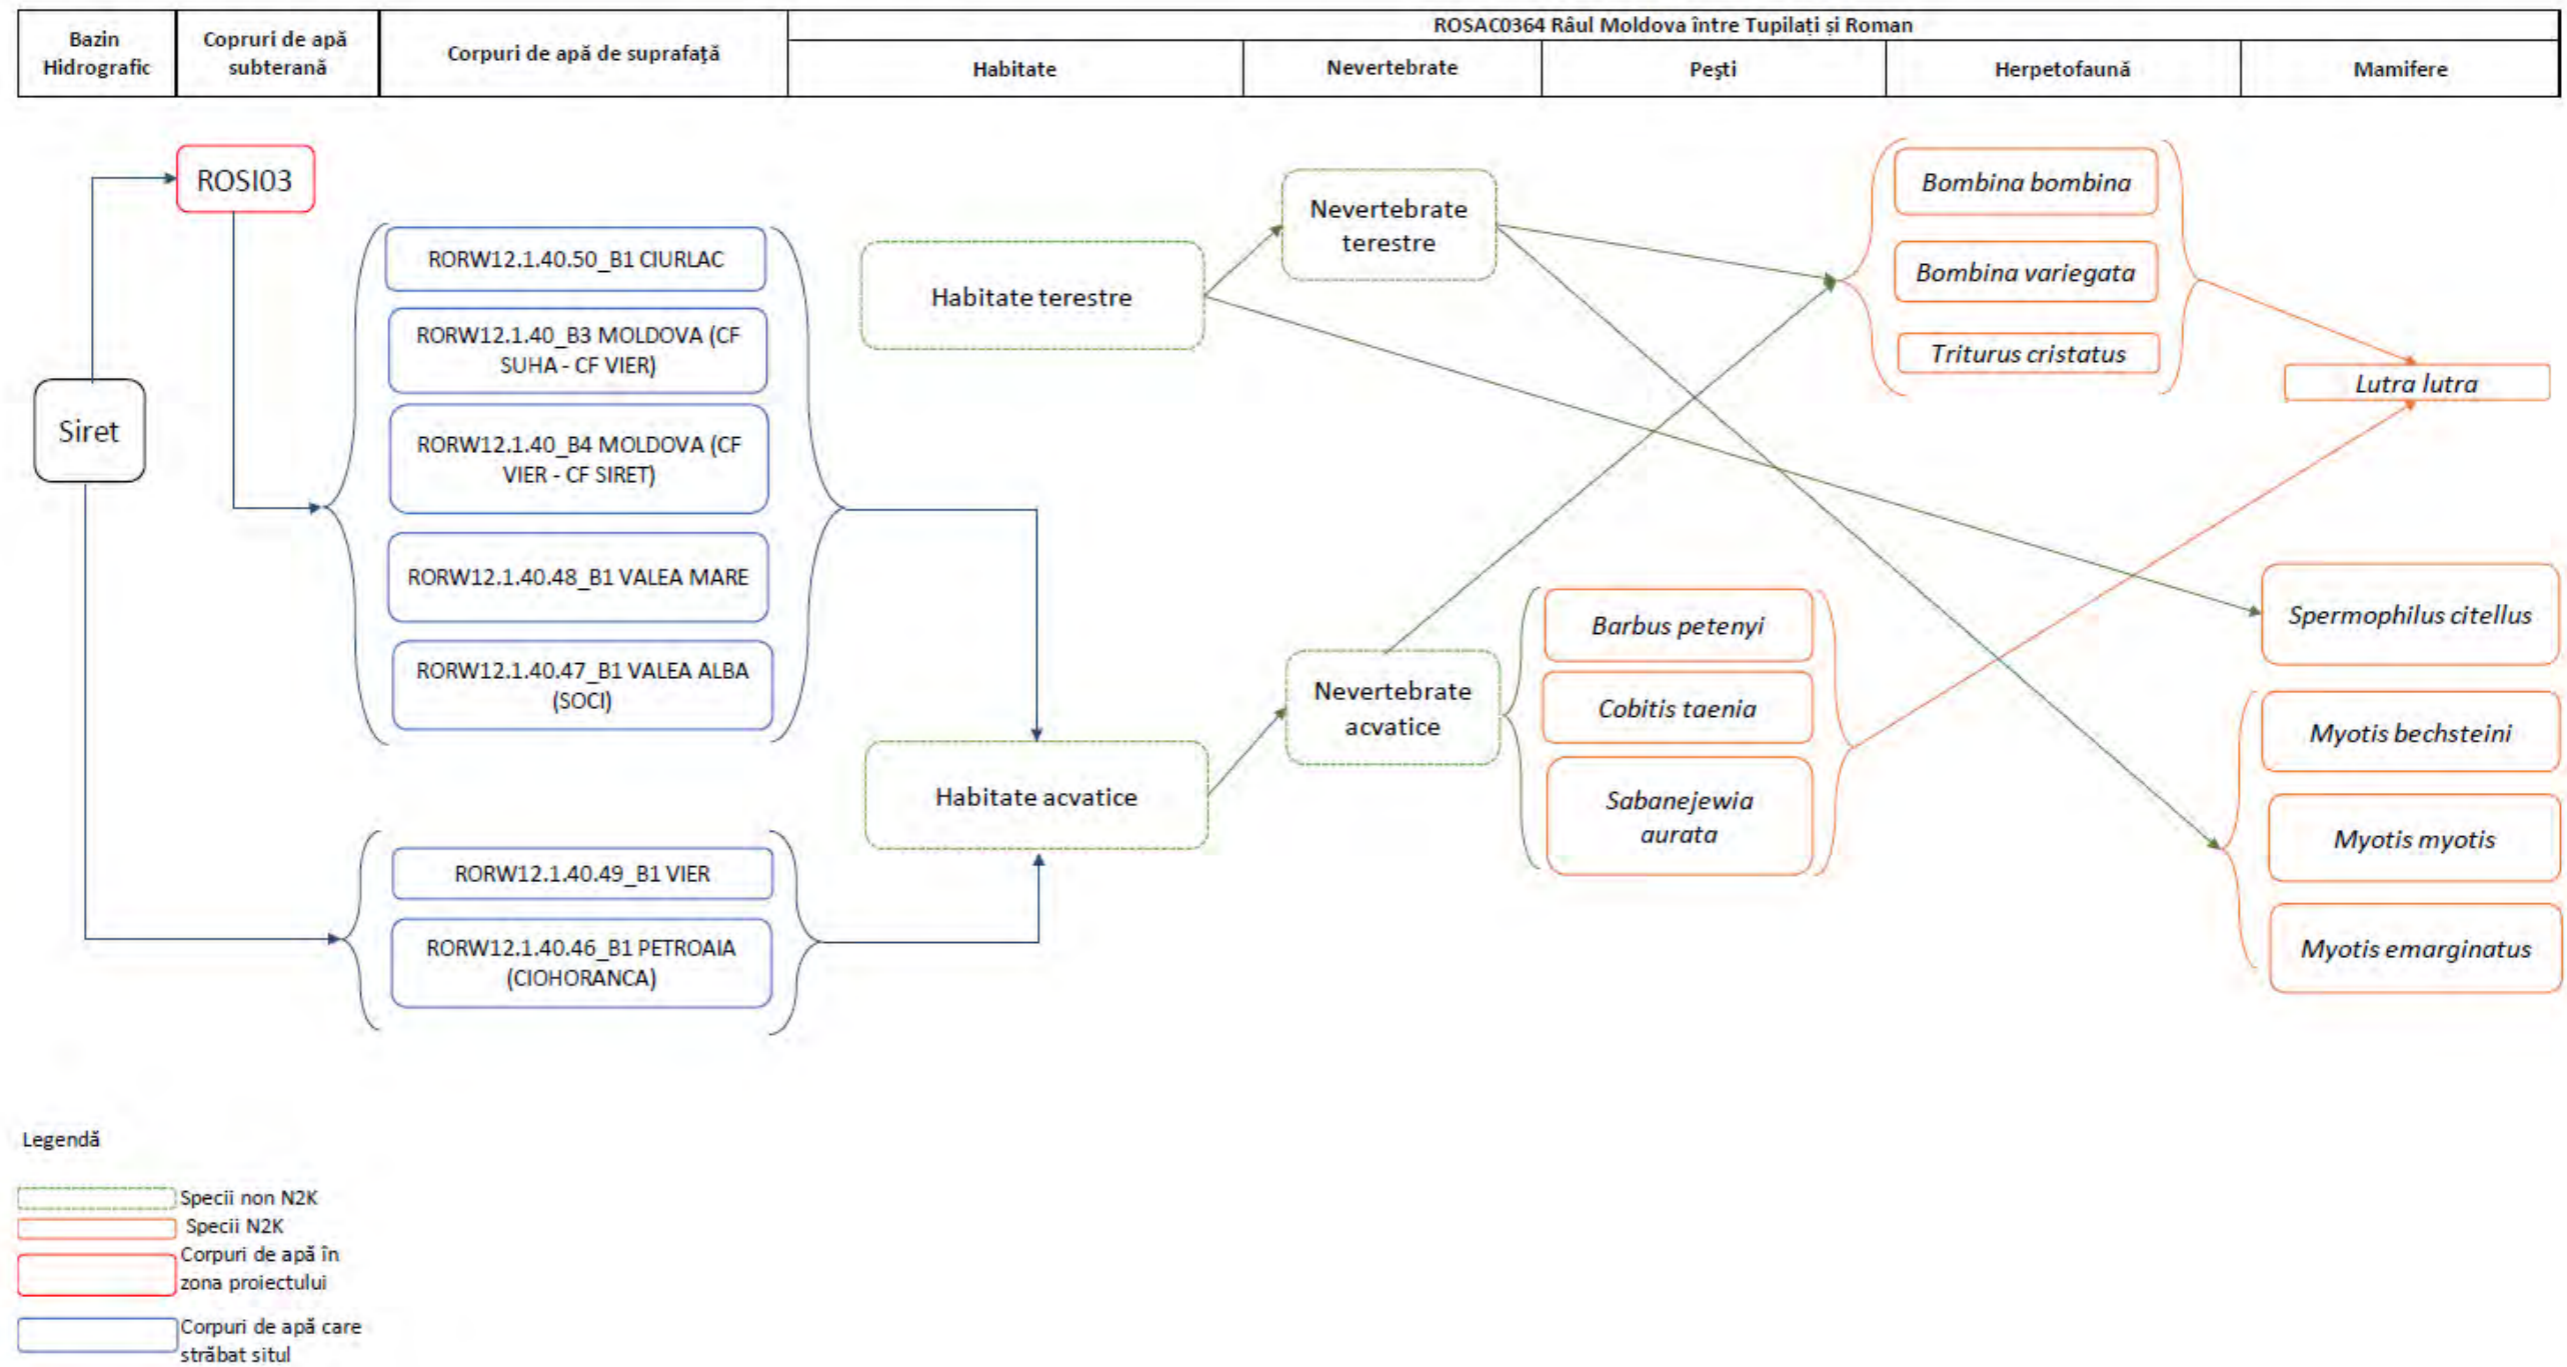 Bazin
Hidrografic
Copruri de apă
subterană
Corpuri de apă de suprafață
ROSAC0364 Râul Moldova între Tupilați și Roman
Habitate
Nevertebrate
Pești
Herpetofaună
Mamifere
Siret
ROSI03
RORW12.1.40.50_B1 CIURLAC
RORW12.1.40_B3 MOLDOVA (CF
SUHA - CF VIER)
RORW12.1.40_B4 MOLDOVA (CF
VIER - CF SIRET)
RORW12.1.40.48_B1 VALEA MARE
RORW12.1.40.47_B1 VALEA ALBA
(SOCI)
RORW12.1.40.49_B1 VIER
RORW12.1.40.46_B1 PETROAIA
(CIOHORANCA)
Habitate terestre
Habitate acvatice
Nevertebrate
terestre
Nevertebrate
acvatice
Barbus petenyi
Cobitis taenia
Sabanejewia
aurata
Bombina bombina
Bombina variegata
Triturus cristatus
Lutra lutra
Spermophilus citellus
Myotis bechsteini
Myotis myotis
Myotis emarginatus
Legendă
Specii non N2K
Specii N2K
Corpuri de apă în
zona proiectului
Corpuri de apă care
străbat situl